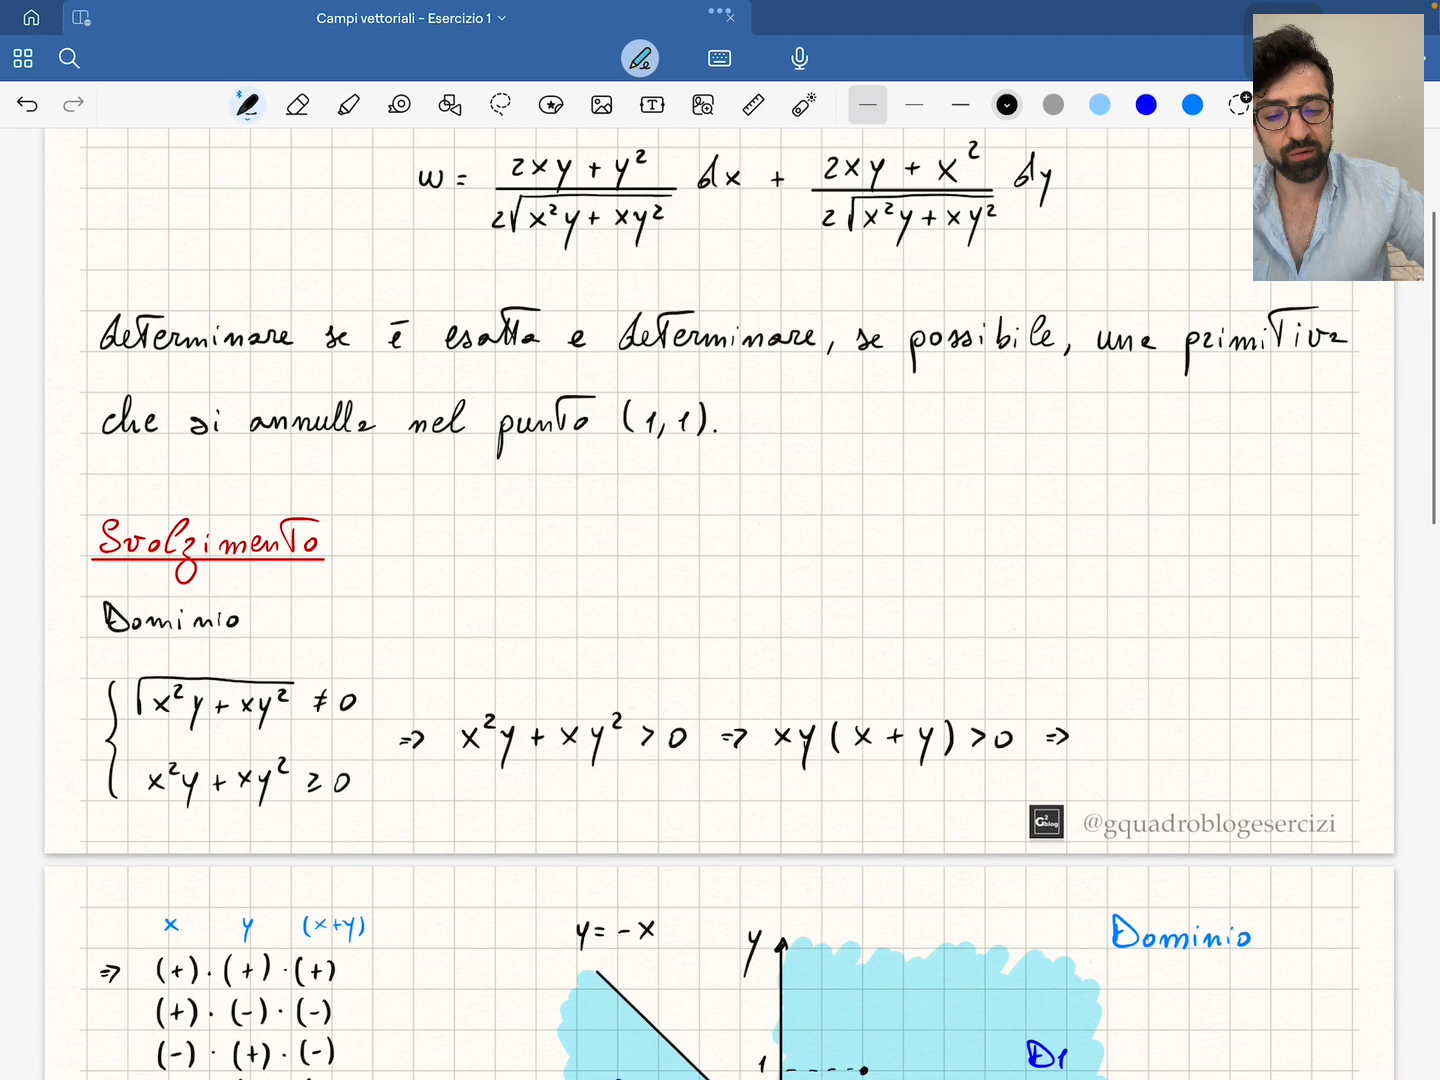 Campi vettoriali - Esercizio 1
ω = (2xy + y²)/(2√(x²y + xy²)) dx + (2xy + x²)/(2√(x²y + xy²)) dy
determinare se è esatta e determinare, se possibile, una primitiva
che si annulla nel punto (1,1).
Svolgimento
Dominio
{ √(x²y + xy²) ≠ 0
x²y + xy² ≥ 0
⇒ x²y + xy² > 0 ⇒ xy(x + y) > 0 ⇒
G²blog @gquadroblogesercizi
x y (x+y)
⇒ (+)·(+)·(+)
(+)·(-)·(-)
(-)·(+)·(-)
y = -x
y
Dominio
1
D1